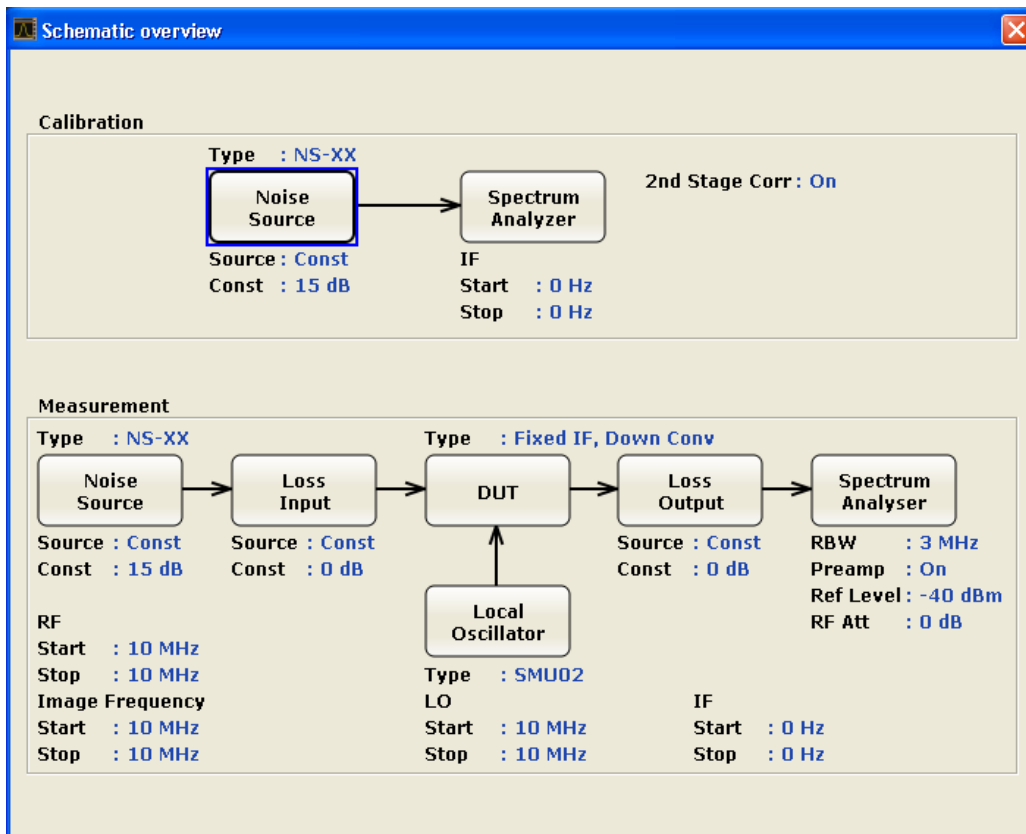 Schematic overview
Calibration
Type : NS-XX
Noise
Source
Source : Const
Const : 15 dB
Spectrum
Analyzer
IF
Start : 0 Hz
Stop : 0 Hz
2nd Stage Corr : On
Measurement
Type : NS-XX
Noise
Source
Source : Const
Const : 15 dB
RF
Start : 10 MHz
Stop : 10 MHz
Image Frequency
Start : 10 MHz
Stop : 10 MHz
Loss
Input
Source : Const
Const : 0 dB
Type : Fixed IF, Down Conv
DUT
Local
Oscillator
Type : SMU02
LO
Start : 10 MHz
Stop : 10 MHz
Loss
Output
Source : Const
Const : 0 dB
IF
Start : 0 Hz
Stop : 0 Hz
Spectrum
Analyser
RBW : 3 MHz
Preamp : On
Ref Level : -40 dBm
RF Att : 0 dB